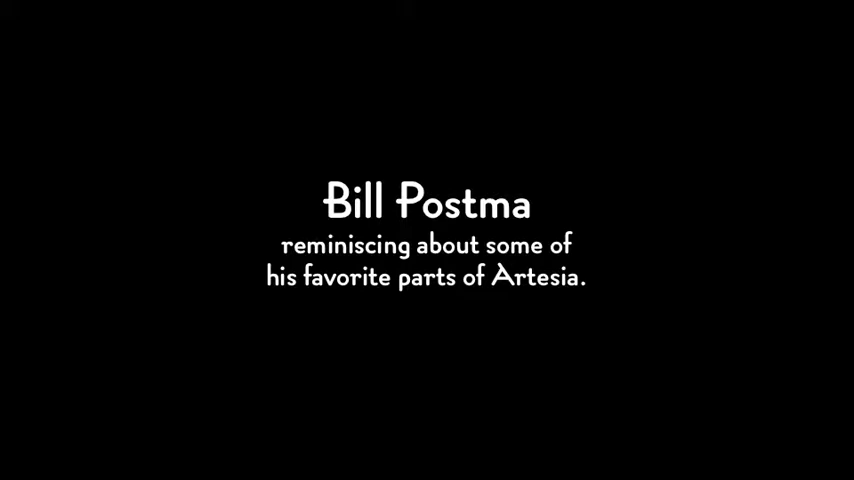 Bill Postma
reminiscing about some of
his favorite parts of Artesia.